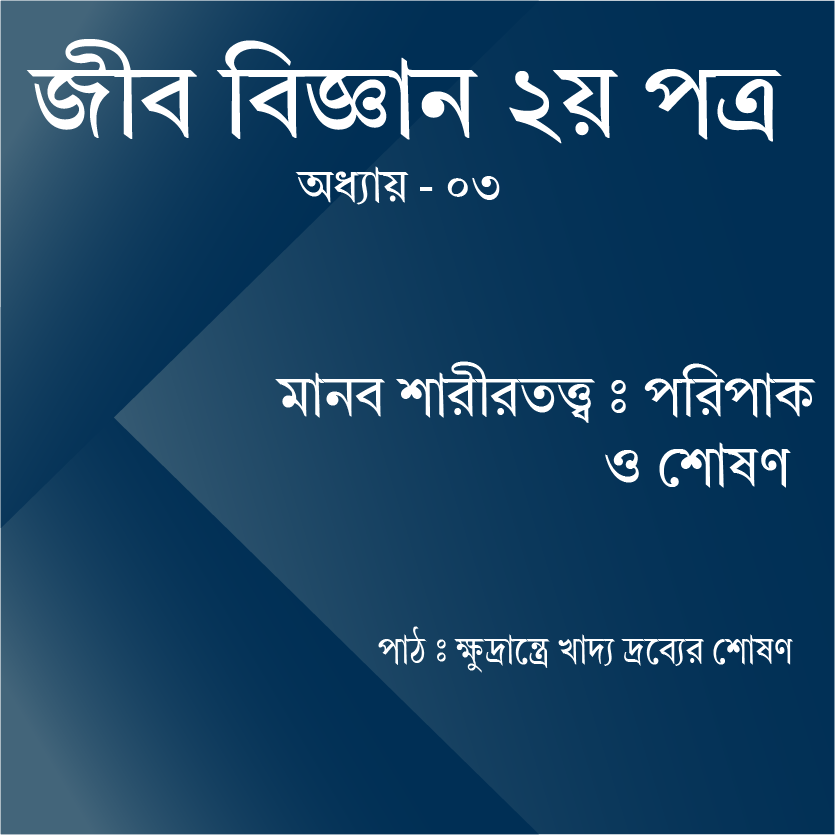 জীব বিজ্ঞান ২য় পত্র
অধ্যায় - ০৩
মানব শারীরতত্ত্ব ঃ পরিপাক
ও শোষণ
পাঠ ঃ ক্ষুদ্রান্ত্রে খাদ্য দ্রব্যের শোষণ